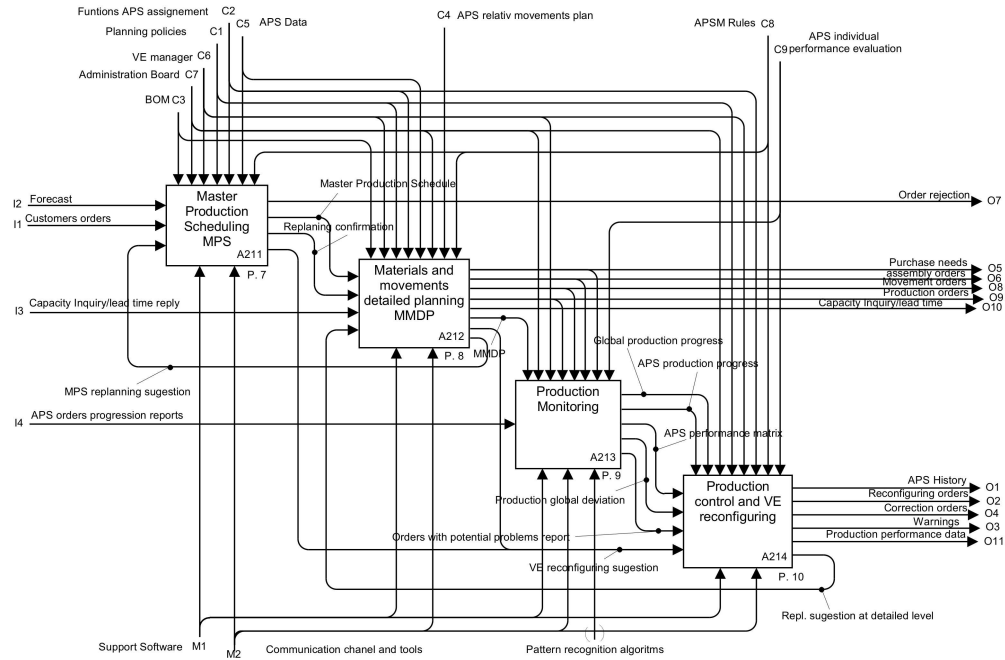 Funtions APS assignement C2
C5 APS Data
Planning policies C1
C4 APS relativ movements plan
APSM Rules C8
C9 APS individual
performance evaluation
VE manager C6
Administration Board C7
BOM C3
Master
Production
Scheduling
MPS
A211
P. 7
I2 Forecast
I1 Customers orders
Master Production Schedule
Replaning confirmation
Order rejection O7
Materials and
movements
detailed planning
MMDP
A212
P. 8
Purchase needs O5
assembly orders O6
Movement orders O8
Production orders O9
Capacity Inquiry/lead time O10
I3 Capacity Inquiry/lead time reply
MMDP
Global production progress
APS production progress
MPS replanning sugestion
Production
Monitoring
A213
P. 9
I4 APS orders progression reports
APS performance matrix
Production global deviation
Production
control and VE
reconfiguring
A214
P. 10
APS History O1
Reconfiguring orders O2
Correction orders O4
Warnings O3
Production performance data O11
Orders with potential problems report
VE reconfiguring sugestion
Repl. sugestion at detailed level
Support Software M1
M2 Communication chanel and tools
Pattern recognition algoritms